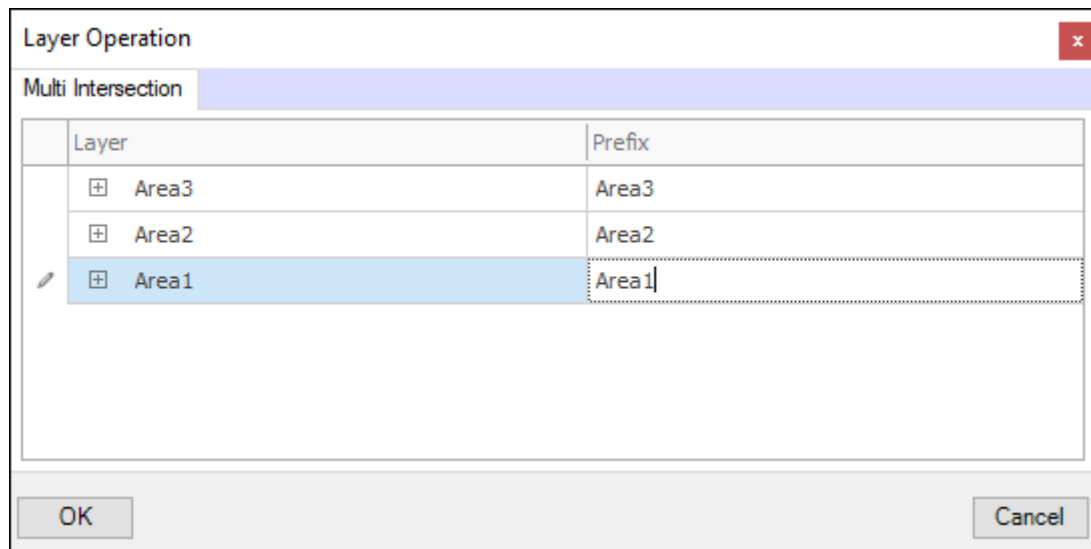 Layer Operation
x
Multi Intersection
Layer Prefix
Area3 Area3
Area2 Area2
Area1 Area1
OK Cancel